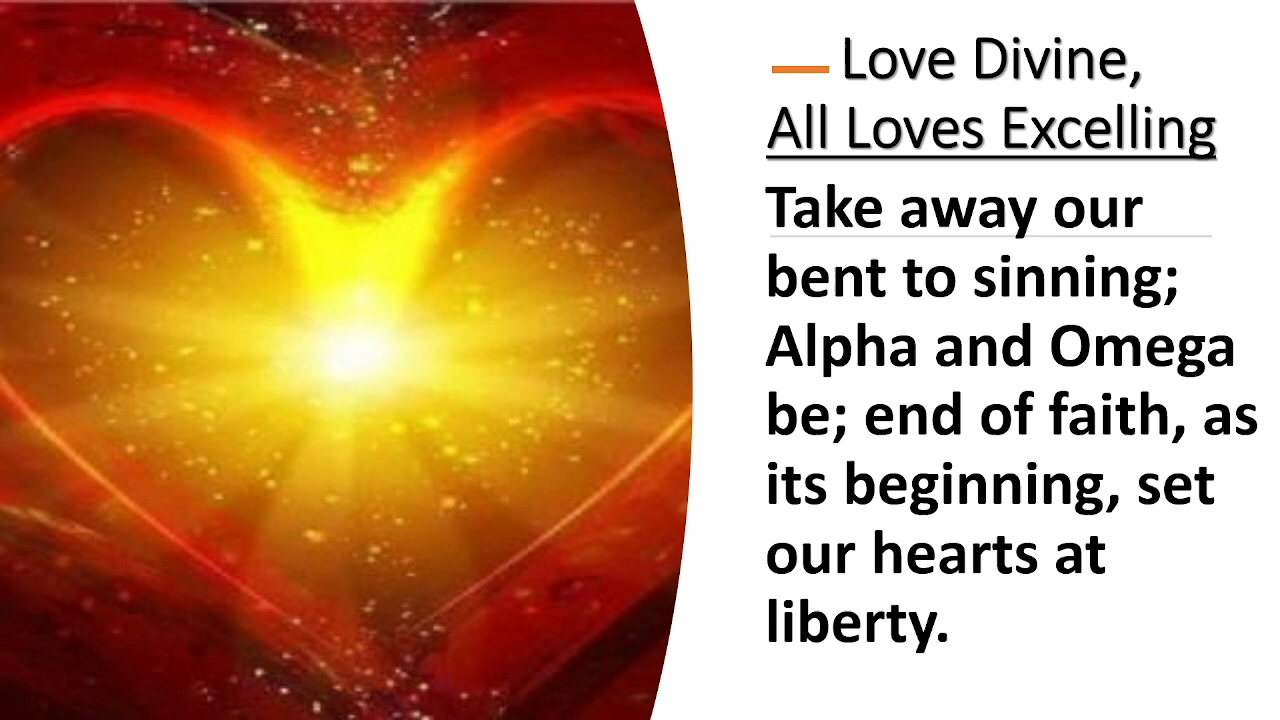 Love Divine,
All Loves Excelling
Take away our
bent to sinning;
Alpha and Omega
be; end of faith, as
its beginning, set
our hearts at
liberty.